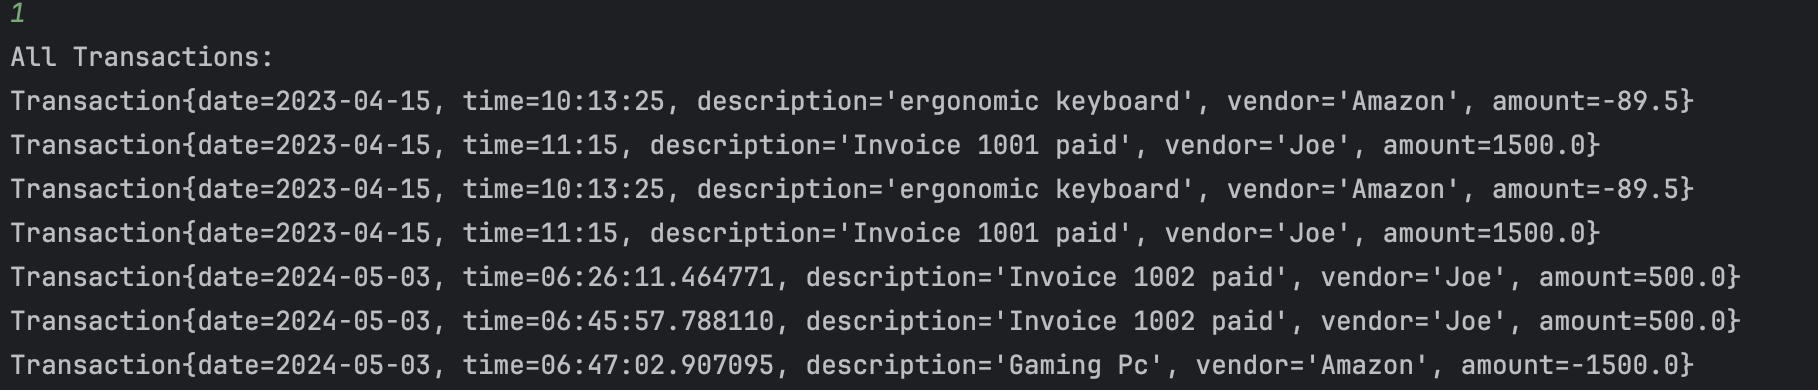 1
All Transactions:
Transaction{date=2023-04-15, time=10:13:25, description='ergonomic keyboard', vendor='Amazon', amount=-89.5}
Transaction{date=2023-04-15, time=11:15, description='Invoice 1001 paid', vendor='Joe', amount=1500.0}
Transaction{date=2023-04-15, time=10:13:25, description='ergonomic keyboard', vendor='Amazon', amount=-89.5}
Transaction{date=2023-04-15, time=11:15, description='Invoice 1001 paid', vendor='Joe', amount=1500.0}
Transaction{date=2024-05-03, time=06:26:11.464771, description='Invoice 1002 paid', vendor='Joe', amount=500.0}
Transaction{date=2024-05-03, time=06:45:57.788110, description='Invoice 1002 paid', vendor='Joe', amount=500.0}
Transaction{date=2024-05-03, time=06:47:02.907095, description='Gaming Pc', vendor='Amazon', amount=-1500.0}